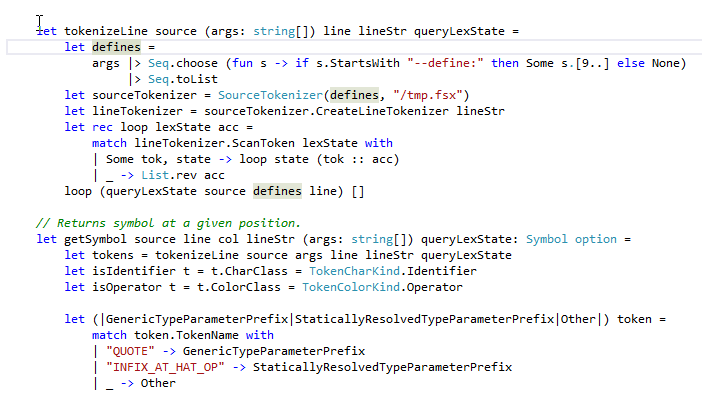 let tokenizeLine source (args: string[]) line lineStr queryLexState =
    let defines =
        args |> Seq.choose (fun s -> if s.StartsWith "--define:" then Some s.[9..] else None)
             |> Seq.toList
    let sourceTokenizer = SourceTokenizer(defines, "/tmp.fsx")
    let lineTokenizer = sourceTokenizer.CreateLineTokenizer lineStr
    let rec loop lexState acc =
        match lineTokenizer.ScanToken lexState with
        | Some tok, state -> loop state (tok :: acc)
        | _ -> List.rev acc
    loop (queryLexState source defines line) []

// Returns symbol at a given position.
let getSymbol source line col lineStr (args: string[]) queryLexState: Symbol option =
    let tokens = tokenizeLine source args line lineStr queryLexState
    let isIdentifier t = t.CharClass = TokenCharKind.Identifier
    let isOperator t = t.ColorClass = TokenColorKind.Operator

    let (|GenericTypeParameterPrefix|StaticallyResolvedTypeParameterPrefix|Other|) token =
        match token.TokenName with
        | "QUOTE" -> GenericTypeParameterPrefix
        | "INFIX_AT_HAT_OP" -> StaticallyResolvedTypeParameterPrefix
        | _ -> Other